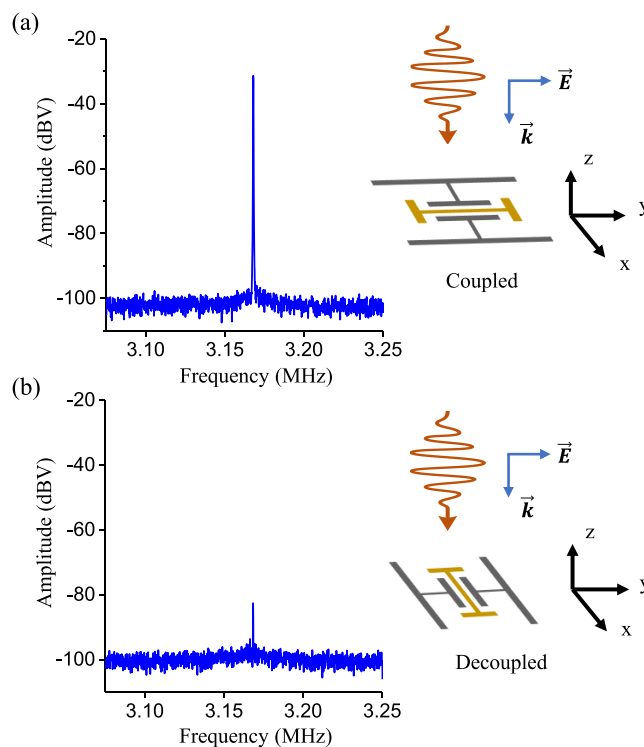 (a)
-20
-40
-60
-80
-100
Amplitude (dBV)
3.10 3.15 3.20 3.25
Frequency (MHz)
E
k
z
y
x
Coupled
(b)
-20
-40
-60
-80
-100
Amplitude (dBV)
3.10 3.15 3.20 3.25
Frequency (MHz)
E
k
z
y
x
Decoupled